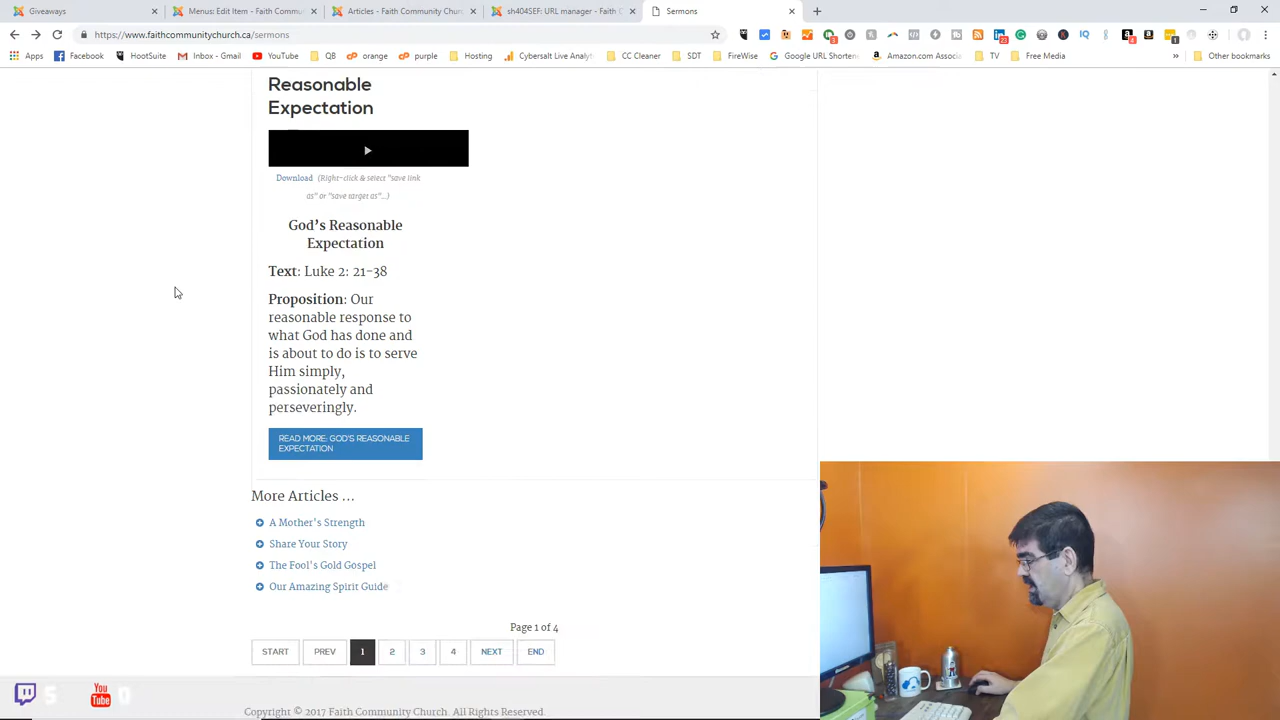 Giveaways
Menus: Edit Item - Faith Commu
Articles - Faith Community Chur
sh404SEF: URL manager - Faith C
Sermons
https://www.faithcommunitychurch.ca/sermons
Apps
Facebook
HootSuite
Inbox - Gmail
YouTube
QB
orange
purple
Hosting
Cybersalt Live Analy
CC Cleaner
SDT
FireWise
Google URL Shorten
Amazon.com Associ
TV
Free Media
»
Other bookmarks
Reasonable
Expectation
Download (Right-click & select "save link
as" or "save target as"...)
God's Reasonable
Expectation
Text: Luke 2: 21-38
Proposition: Our
reasonable response to
what God has done and
is about to do is to serve
Him simply,
passionately and
perseveringly.
READ MORE: GOD'S REASONABLE
EXPECTATION
More Articles ...
A Mother's Strength
Share Your Story
The Fool's Gold Gospel
Our Amazing Spirit Guide
Page 1 of 4
START
PREV
1
2
3
4
NEXT
END
5
You
Tube
0
Copyright © 2017 Faith Community Church. All Rights Reserved.